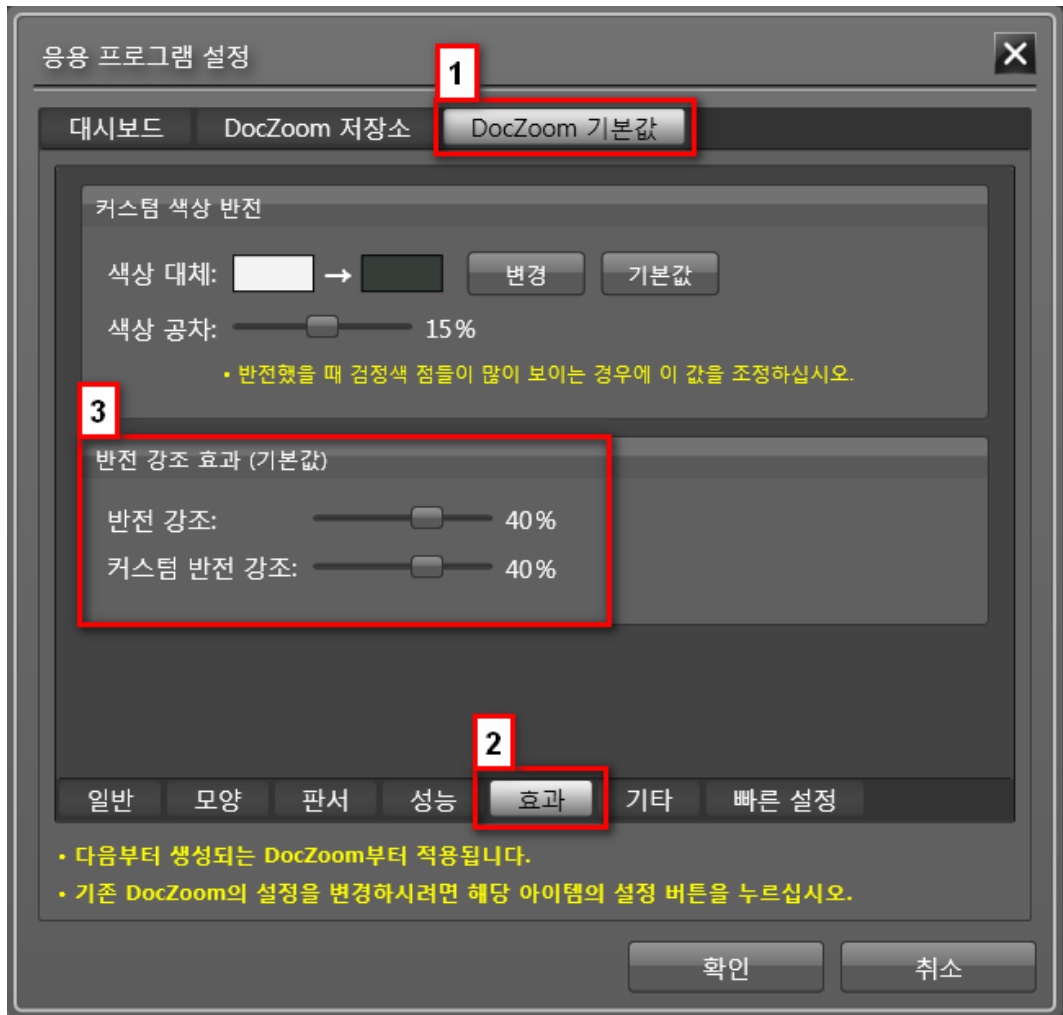 응용 프로그램 설정
1
대시보드 DocZoom 저장소 DocZoom 기본값
커스텀 색상 반전
색상 대체: → 변경 기본값
색상 공차: 15%
• 반전했을 때 검정색 점들이 많이 보이는 경우에 이 값을 조정하십시오.
3
반전 강조 효과 (기본값)
반전 강조: 40%
커스텀 반전 강조: 40%
2
일반 모양 판서 성능 효과 기타 빠른 설정
• 다음부터 생성되는 DocZoom부터 적용됩니다.
• 기존 DocZoom의 설정을 변경하시려면 해당 아이템의 설정 버튼을 누르십시오.
확인 취소